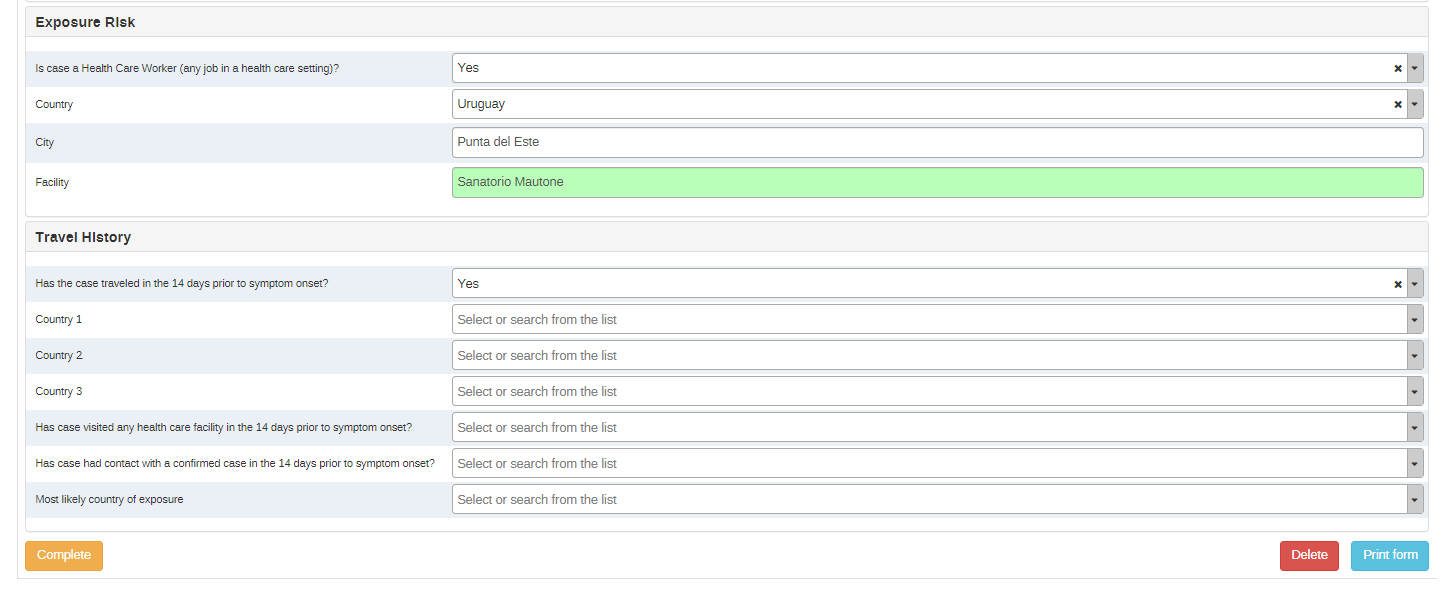 Exposure Risk
Is case a Health Care Worker (any job in a health care setting)? Yes
Country Uruguay
City Punta del Este
Facility Sanatorio Mautone
Travel History
Has the case traveled in the 14 days prior to symptom onset? Yes
Country 1 Select or search from the list
Country 2 Select or search from the list
Country 3 Select or search from the list
Has case visited any health care facility in the 14 days prior to symptom onset? Select or search from the list
Has case had contact with a confirmed case in the 14 days prior to symptom onset? Select or search from the list
Most likely country of exposure Select or search from the list
Complete Delete Print form